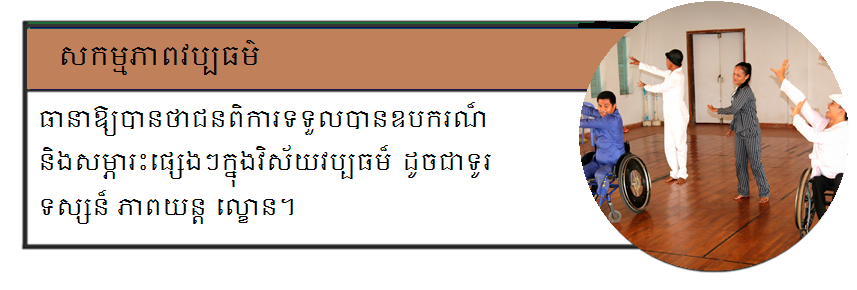 សកម្មភាពវប្បធម៌
ធានាឱ្យបានថាជនពិការទទួលបានឧបករណ៍
និងសម្ភារះផ្សេងៗក្នុងវិស័យវប្បធម៌ ដូចជាទូរ
ទស្សន៍ ភាពយន្ត ល្ខោន។